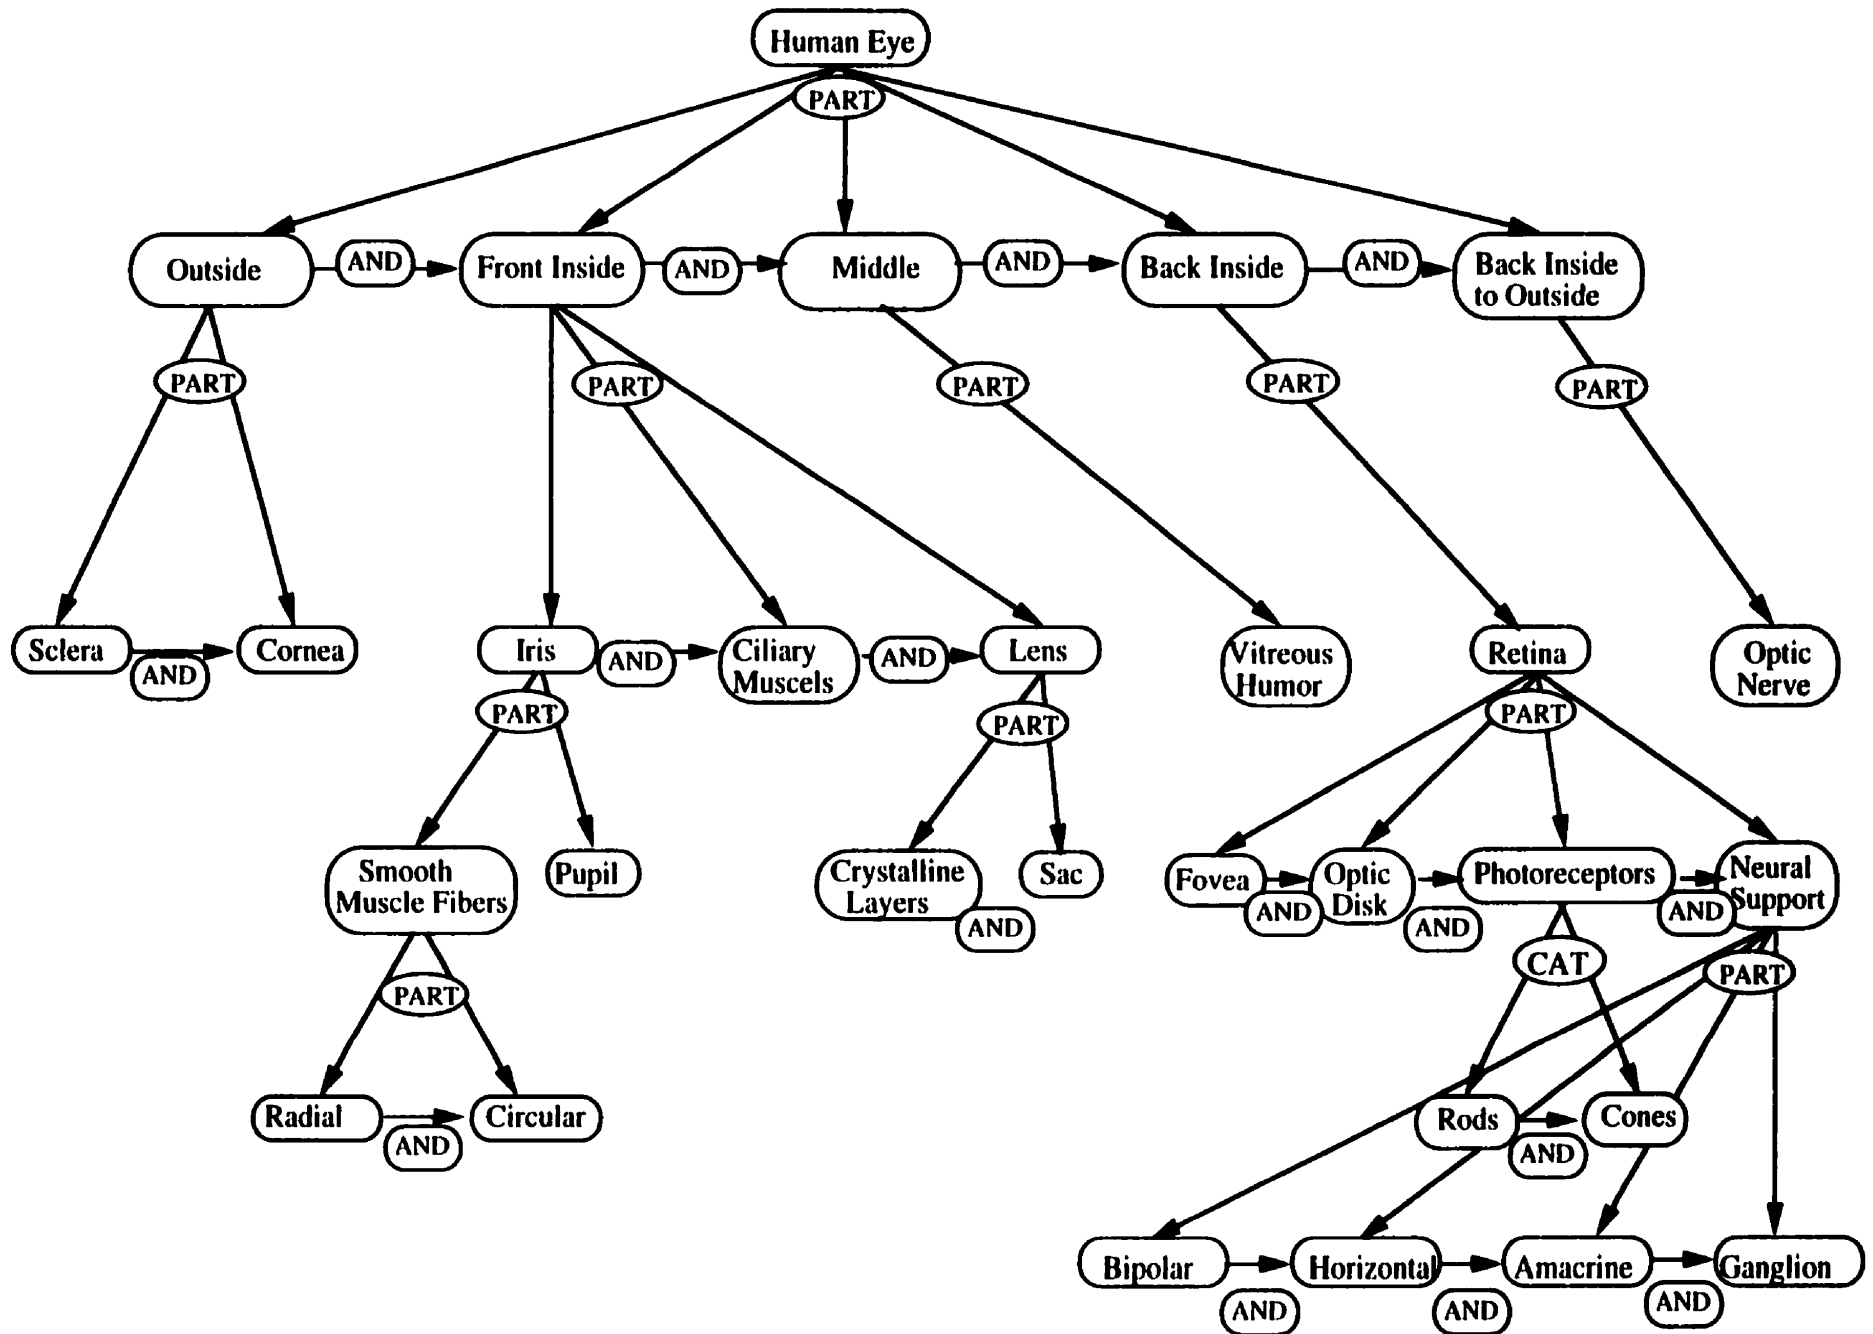 Human Eye
PART
Outside
AND
Front Inside
AND
Middle
AND
Back Inside
AND
Back Inside
to Outside
PART
PART
PART
PART
PART
Sclera
AND
Cornea
Iris
AND
Ciliary
Muscels
AND
Lens
Vitreous
Humor
Retina
Optic
Nerve
PART
PART
PART
Smooth
Muscle Fibers
Pupil
Crystalline
Layers
AND
Sac
Fovea
AND
Optic
Disk
AND
Photoreceptors
AND
Neural
Support
PART
CAT
PART
Radial
AND
Circular
Rods
AND
Cones
Bipolar
AND
Horizontal
AND
Amacrine
AND
Ganglion